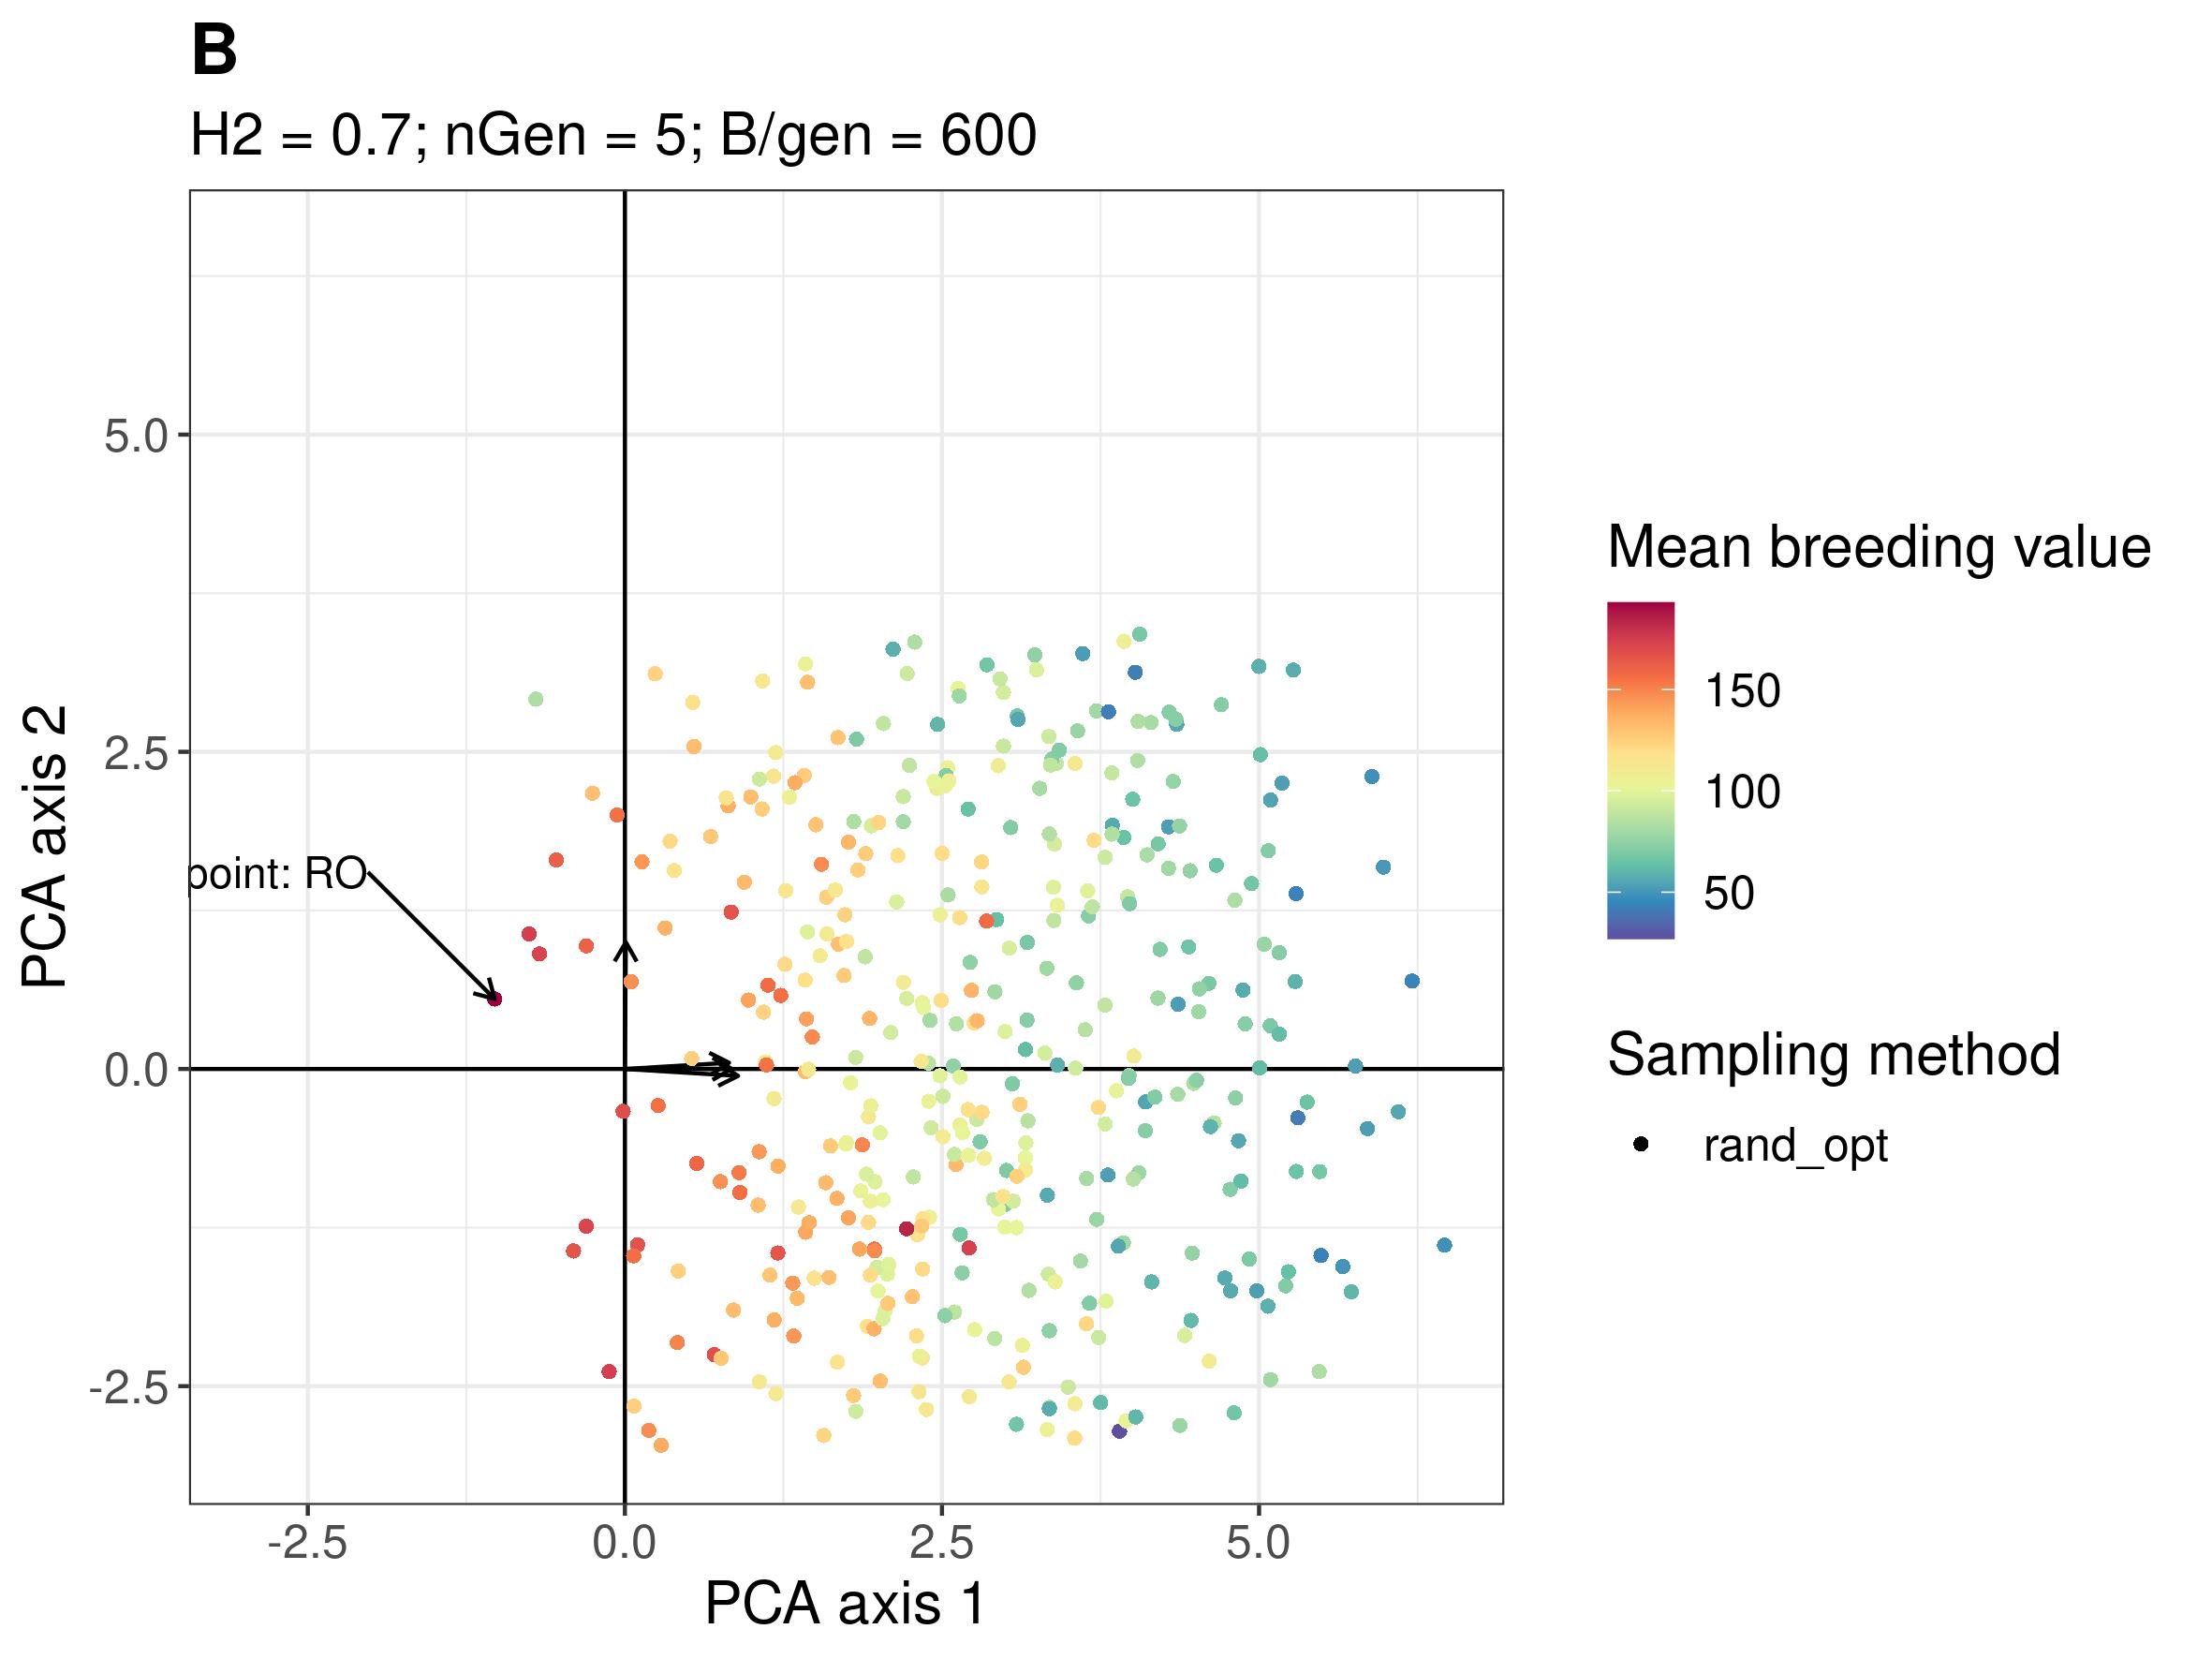 B
H2 = 0.7; nGen = 5; B/gen = 600
PCA axis 2
5.0
2.5
0.0
-2.5
point: RO
-2.5
0.0
2.5
5.0
PCA axis 1
Mean breeding value
150
100
50
Sampling method
rand_opt